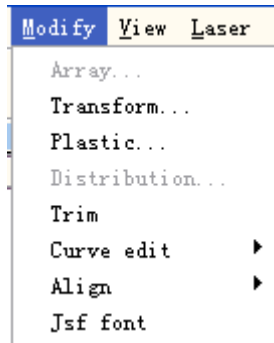 Modify View Laser
Array...
Transform...
Plastic...
Distribution...
Trim
Curve edit
Align
Jsf font